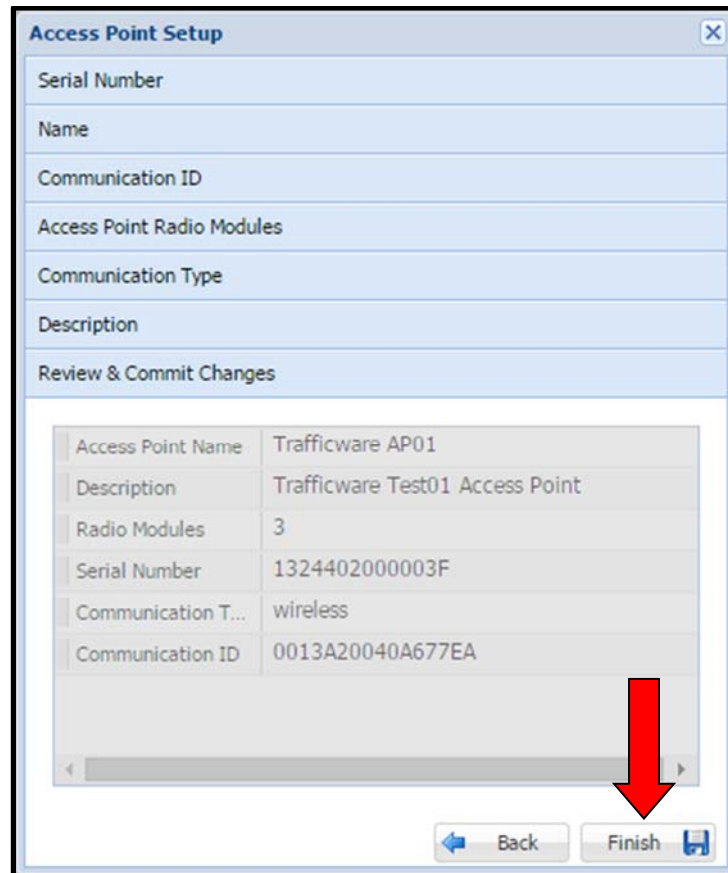 Access Point Setup
Serial Number
Name
Communication ID
Access Point Radio Modules
Communication Type
Description
Review & Commit Changes
Access Point Name Trafficware AP01
Description Trafficware Test01 Access Point
Radio Modules 3
Serial Number 1324402000003F
Communication T... wireless
Communication ID 0013A20040A677EA
Back Finish